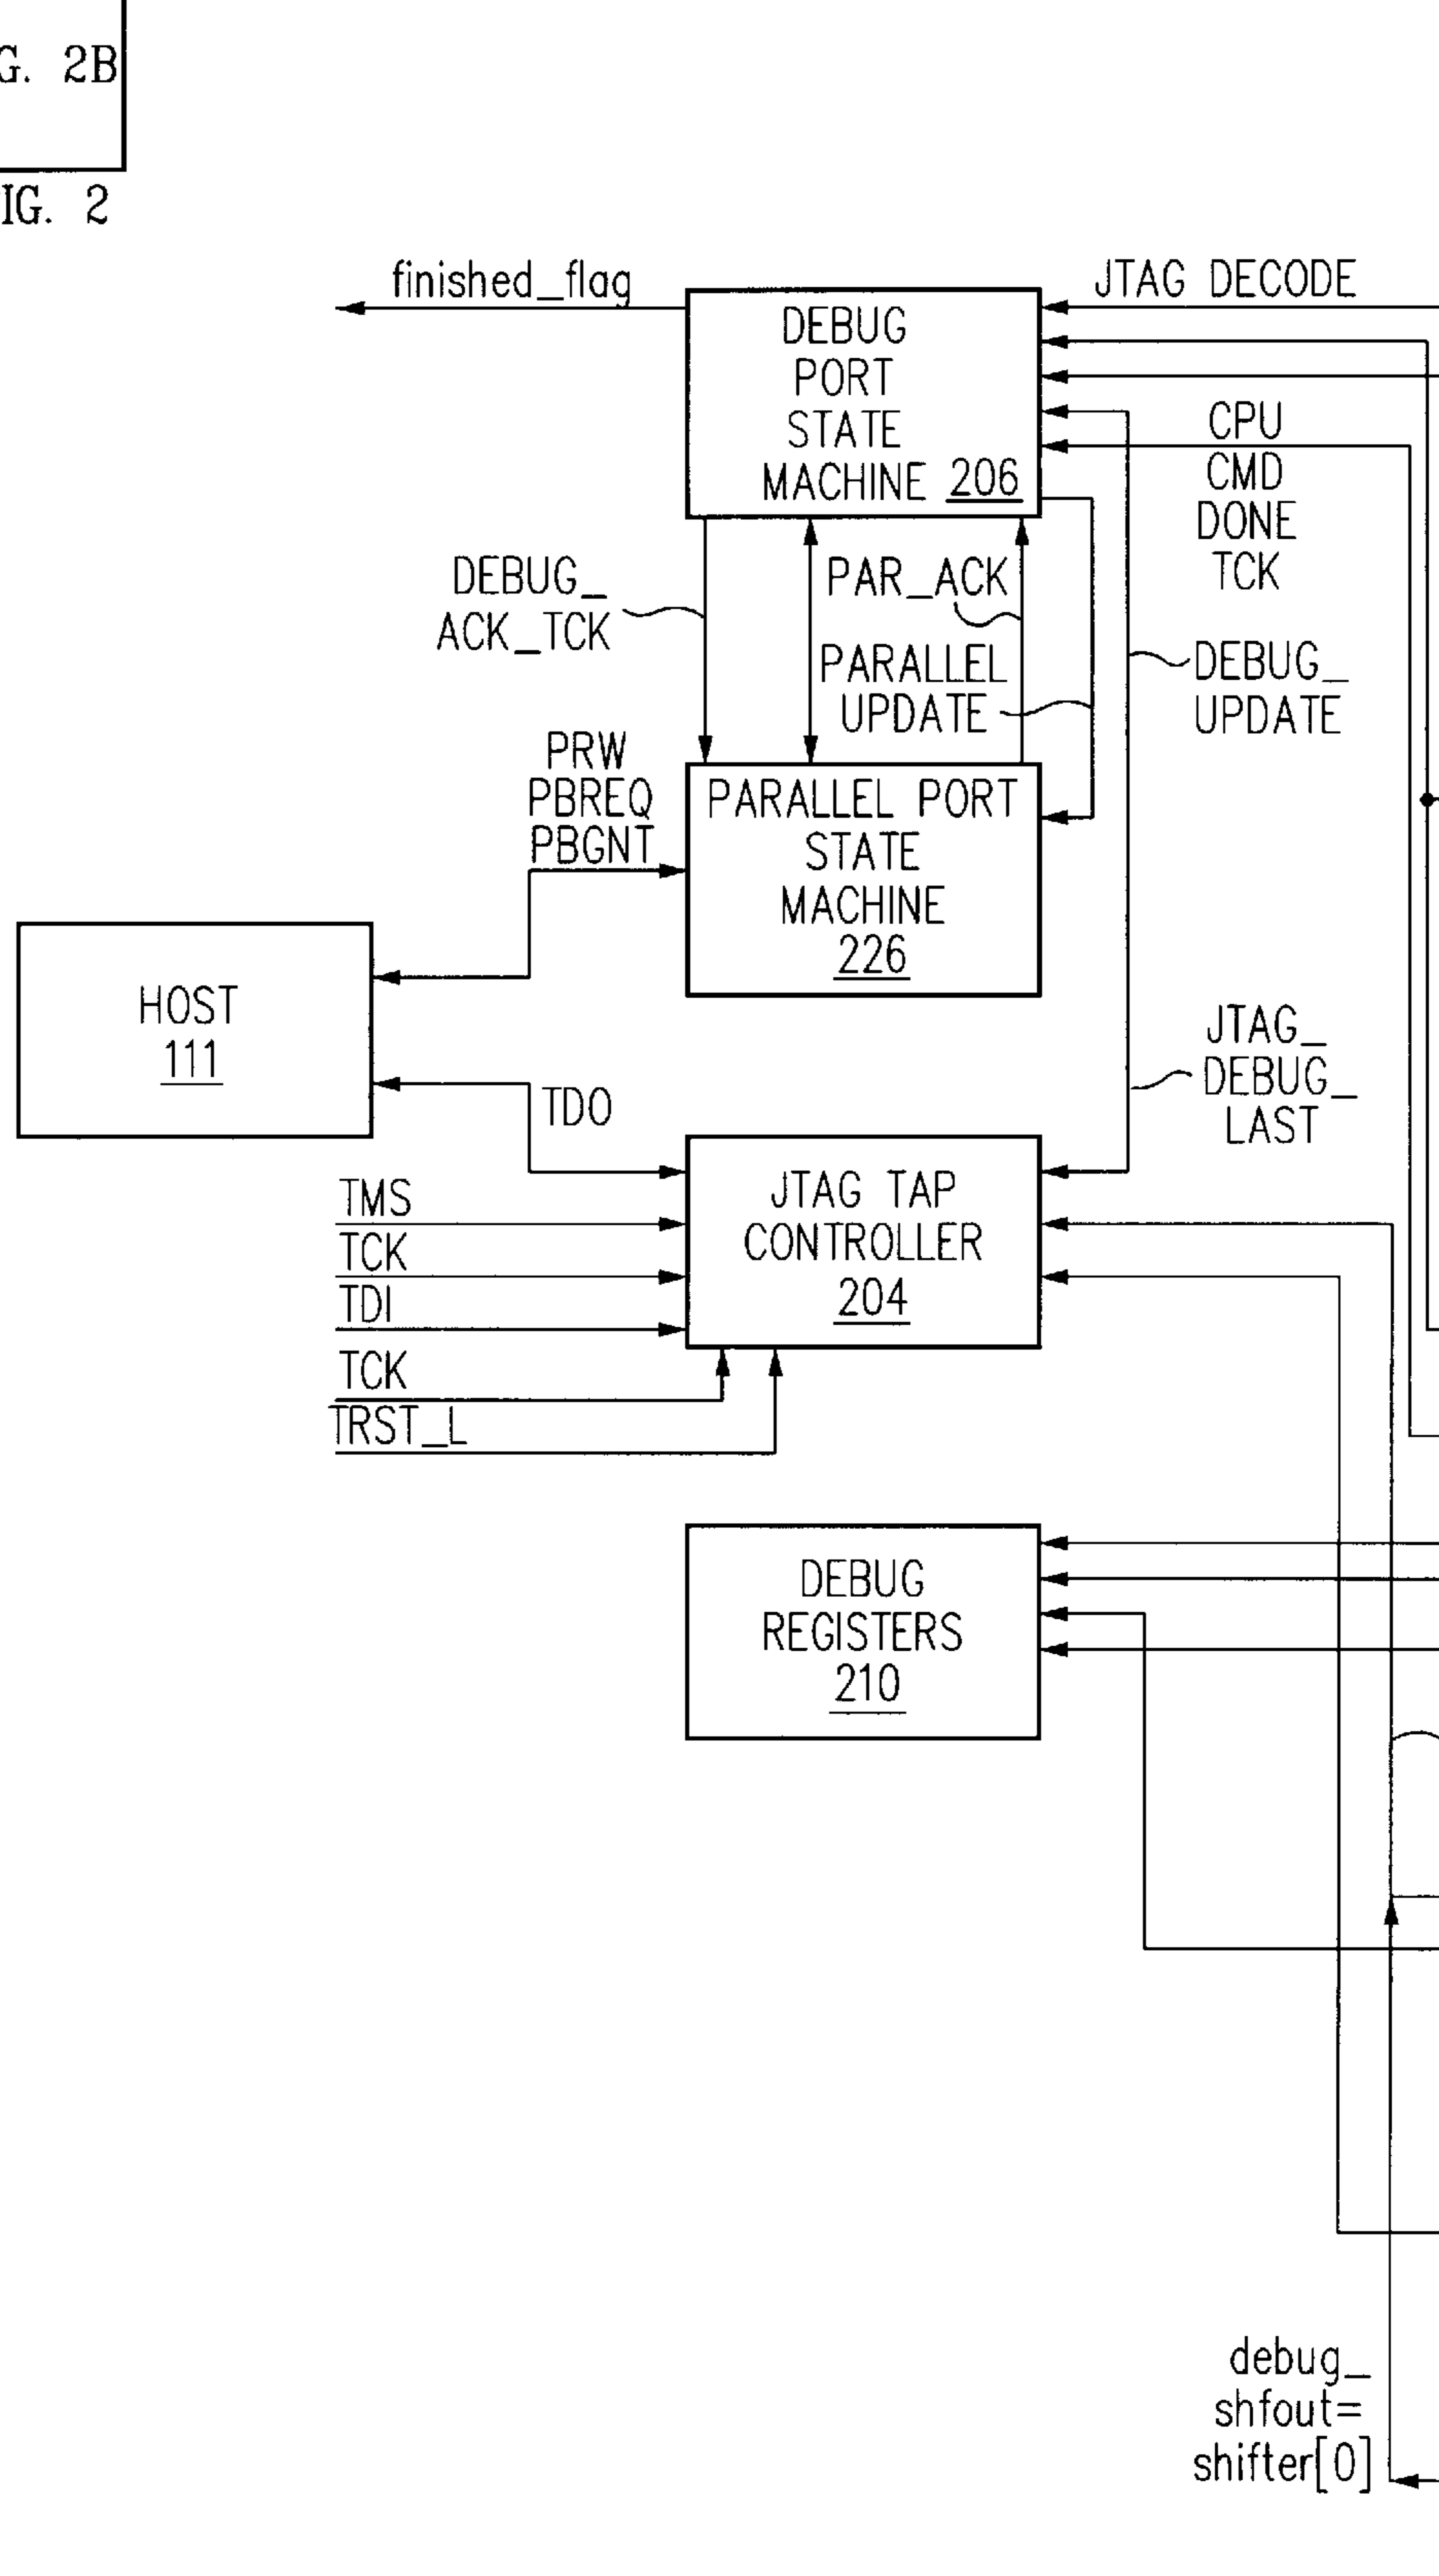 G. 2B
IG. 2
finished_flag
JTAG DECODE
DEBUG
PORT
STATE
MACHINE 206
CPU
CMD
DONE
TCK
DEBUG_
ACK_TCK
PAR_ACK
PARALLEL
UPDATE
DEBUG_
UPDATE
PRW
PBREQ
PBGNT
PARALLEL PORT
STATE
MACHINE
226
HOST
111
TDO
JTAG_
DEBUG_
LAST
JTAG TAP
CONTROLLER
204
TMS
TCK
TDI
TCK
TRST_L
DEBUG
REGISTERS
210
debug_
shfout=
shifter[0]